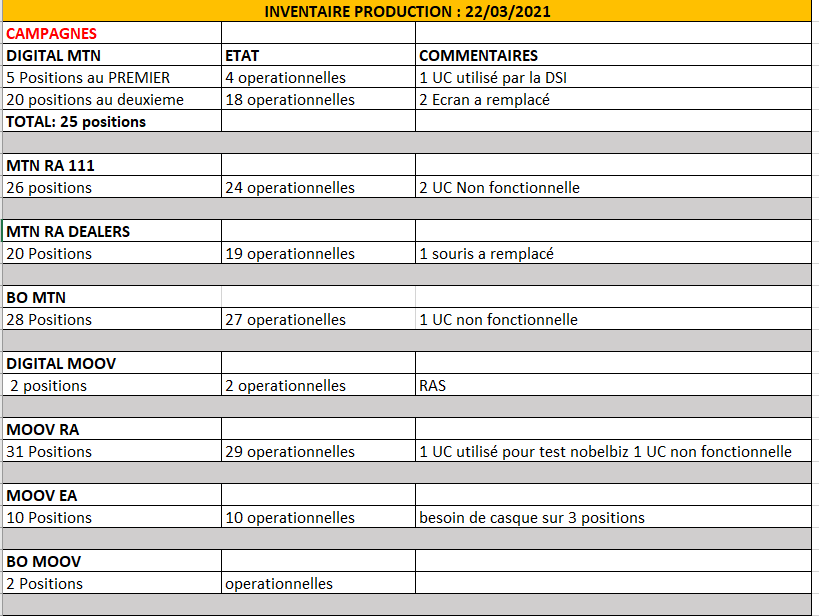 INVENTAIRE PRODUCTION : 22/03/2021
CAMPAGNES
DIGITAL MTN ETAT COMMENTAIRES
5 Positions au PREMIER 4 operationnelles 1 UC utilisé par la DSI
20 positions au deuxieme 18 operationnelles 2 Ecran a remplacé
TOTAL: 25 positions
MTN RA 111
26 positions 24 operationnelles 2 UC Non fonctionnelle
MTN RA DEALERS
20 Positions 19 operationnelles 1 souris a remplacé
BO MTN
28 Positions 27 operationelles 1 UC non fonctionnelle
DIGITAL MOOV
2 positions 2 operationnelles RAS
MOOV RA
31 Positions 29 operationnelles 1 UC utilisé pour test nobelbiz 1 UC non fonctionnelle
MOOV EA
10 Positions 10 operationnelles besoin de casque sur 3 positions
BO MOOV
2 Positions operationnelles